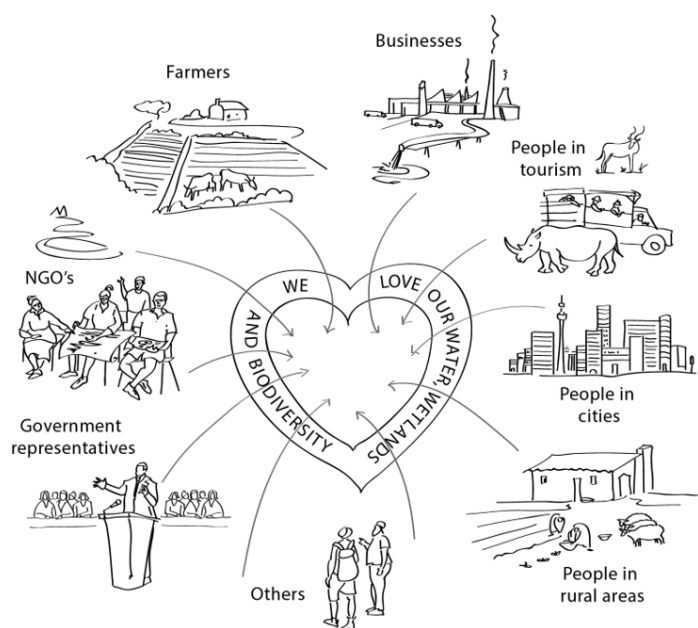 Businesses
Farmers
People in
tourism
NGO's
WE LOVE OUR WATER, WETLANDS
AND BIODIVERSITY
People in
cities
Government
representatives
Others
People in
rural areas